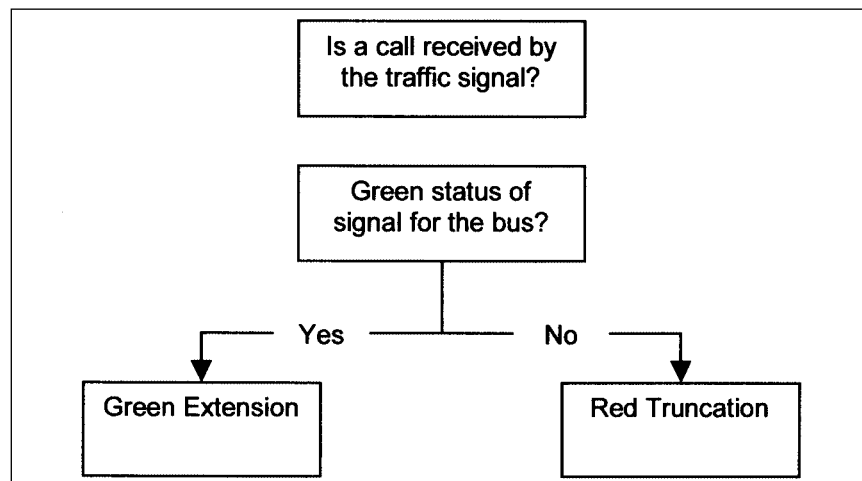 Is a call received by
the traffic signal?
Green status of
signal for the bus?
Yes
No
Green Extension
Red Truncation